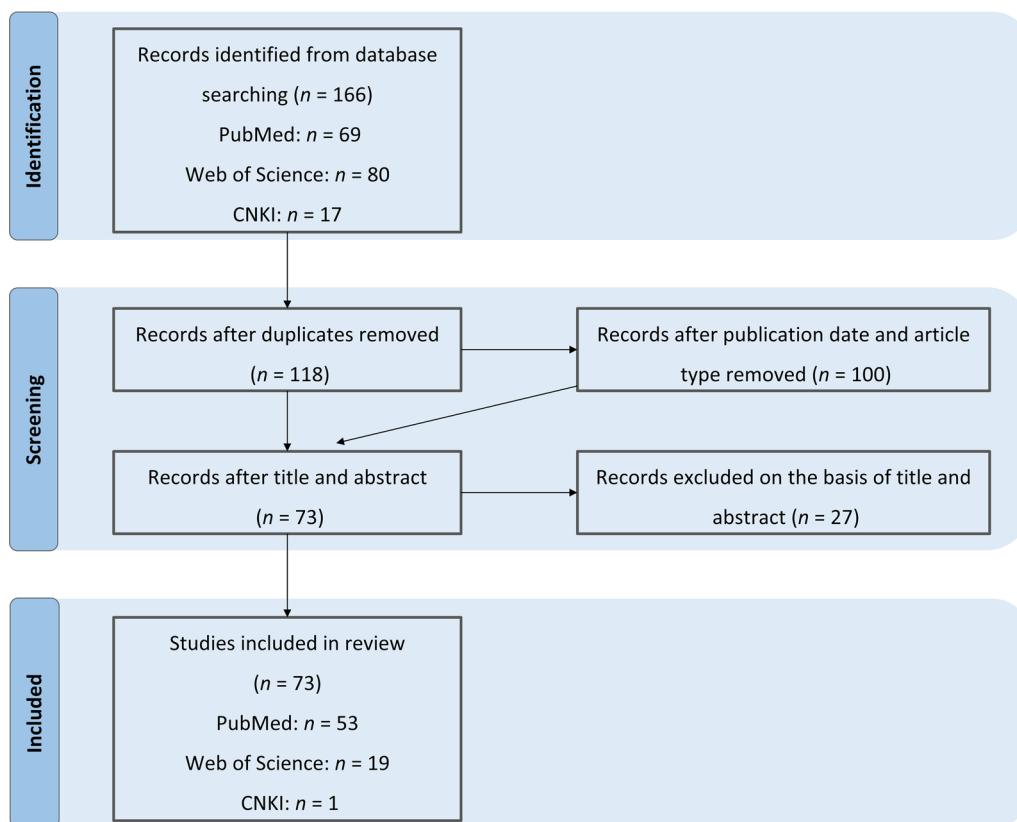 Identification
Records identified from database
searching (n = 166)
PubMed: n = 69
Web of Science: n = 80
CNKI: n = 17
Screening
Records after duplicates removed
(n = 118)
Records after publication date and article
type removed (n = 100)
Records after title and abstract
(n = 73)
Records excluded on the basis of title and
abstract (n = 27)
Included
Studies included in review
(n = 73)
PubMed: n = 53
Web of Science: n = 19
CNKI: n = 1